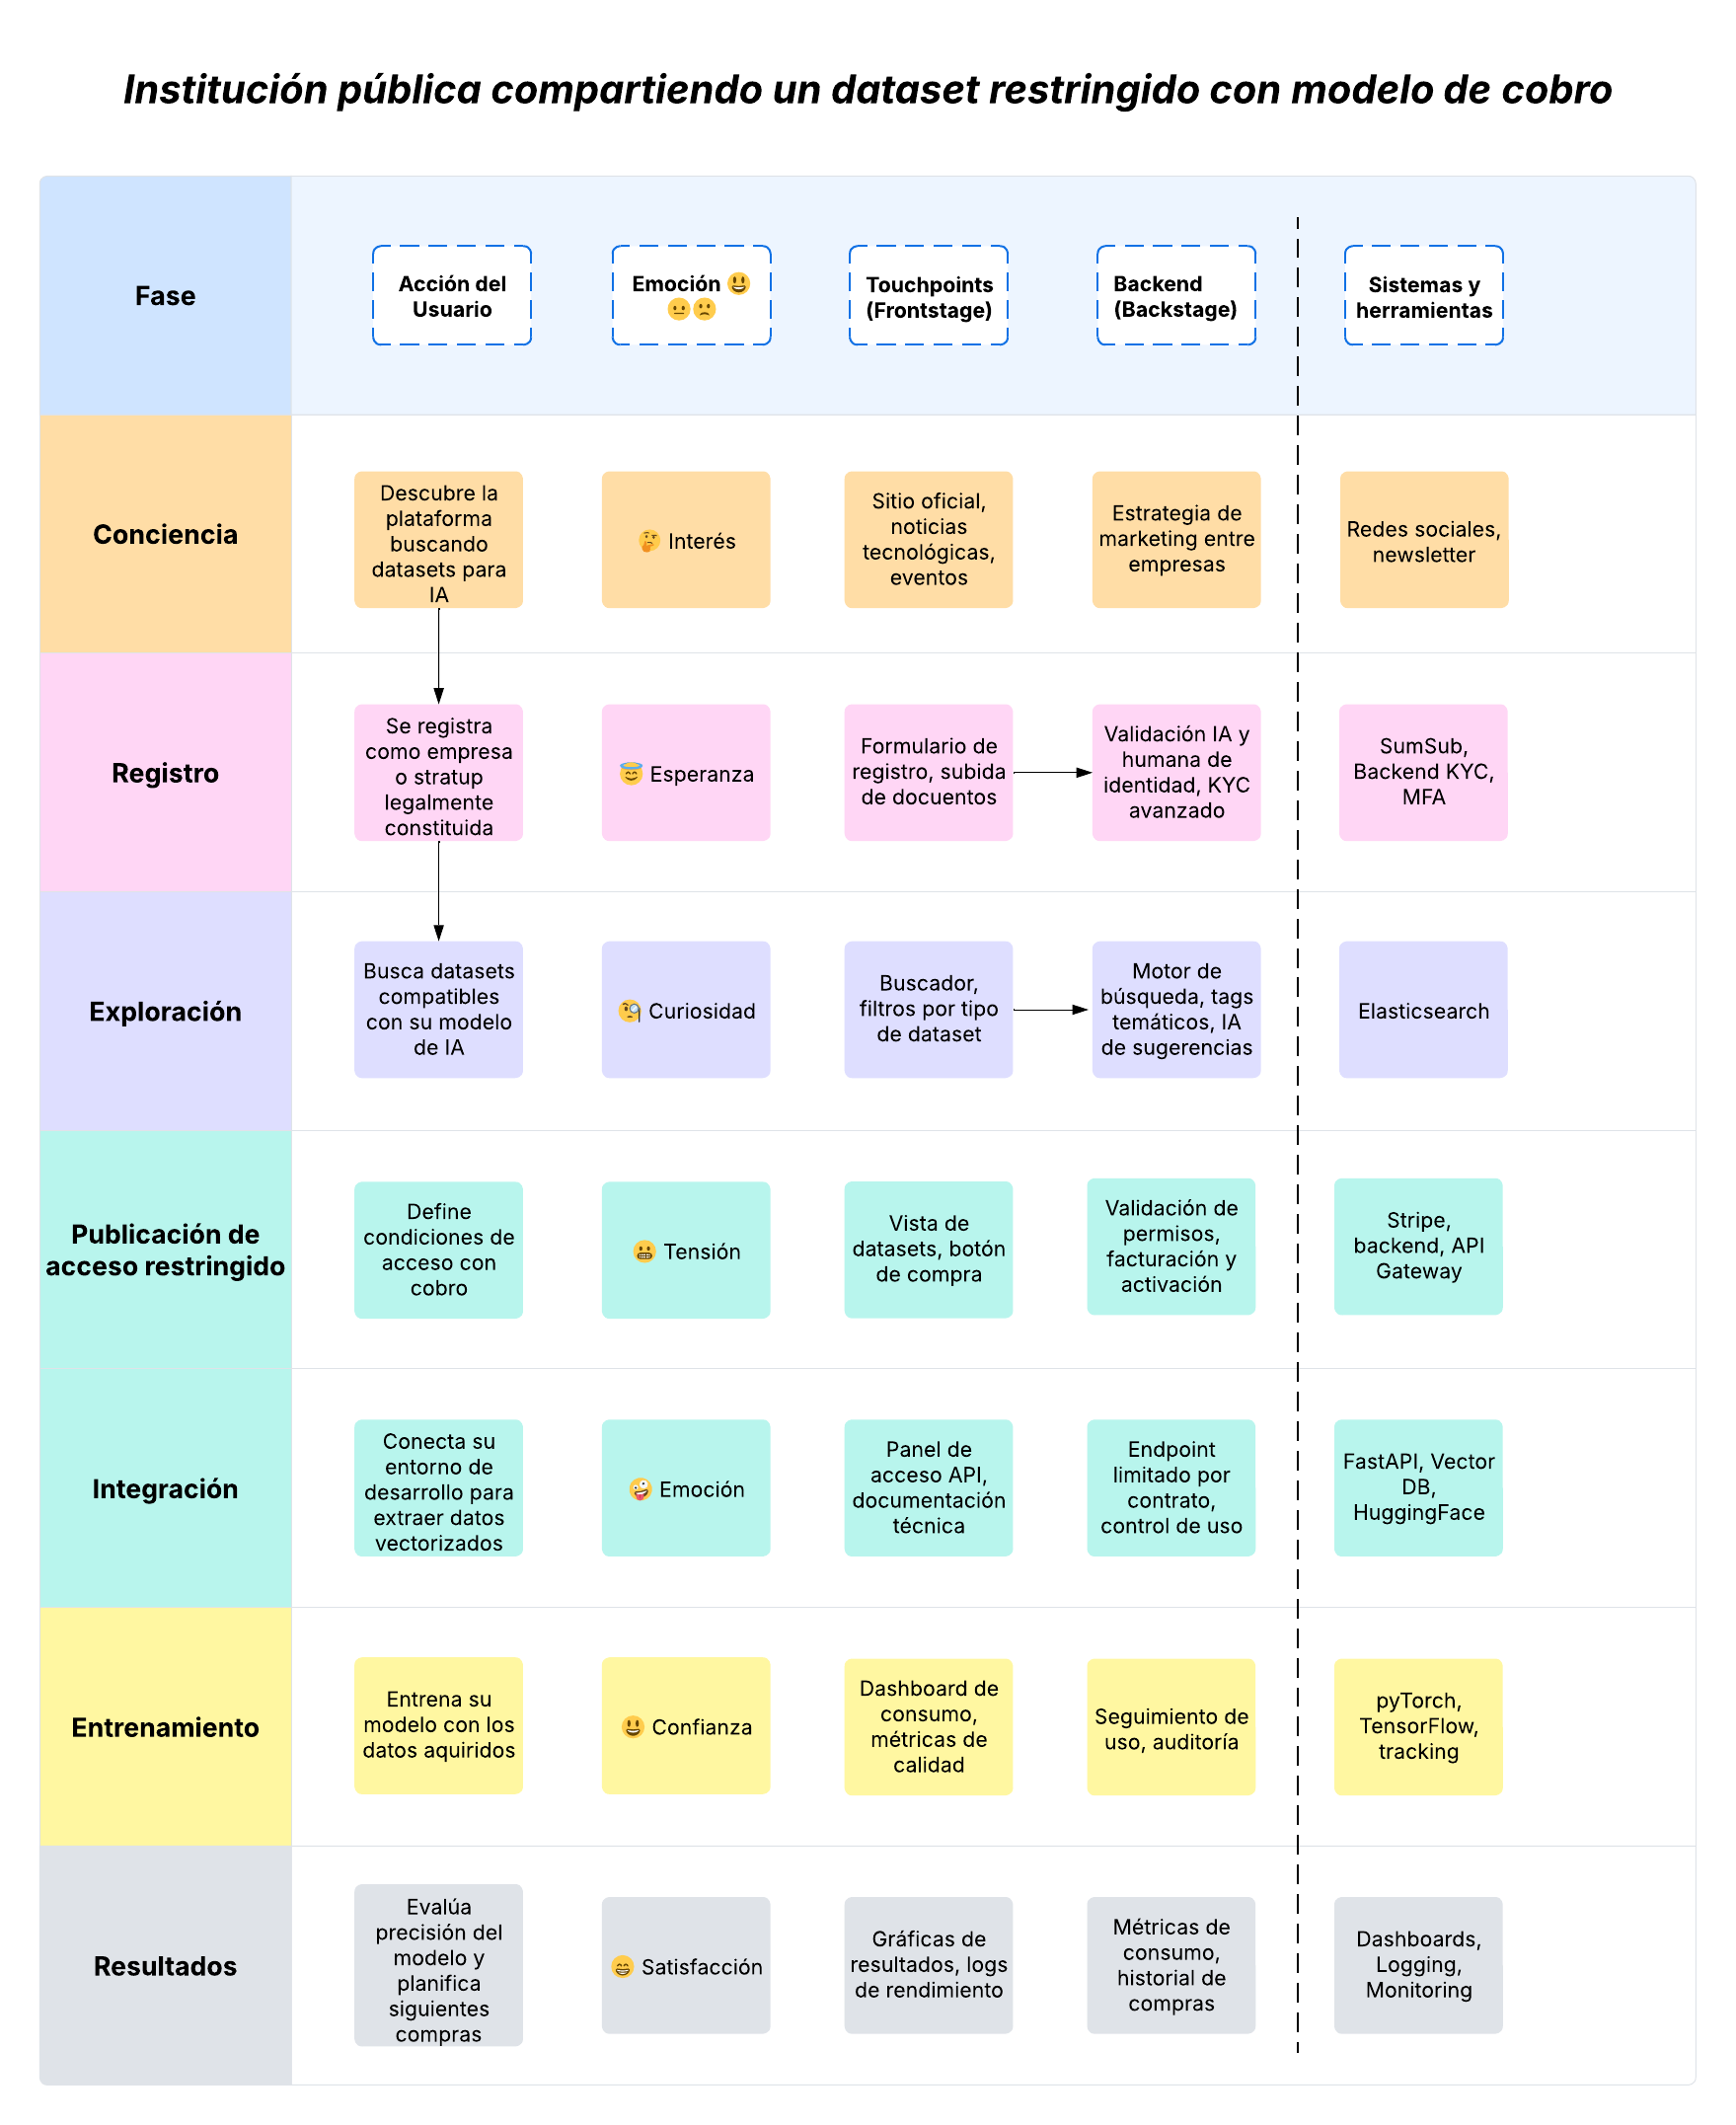 Institución pública compartiendo un dataset restringido con modelo de cobro
Fase
Acción del
Usuario
Emoción 😃
😐🙁
Touchpoints
(Frontstage)
Backend
(Backstage)
Sistemas y
herramientas
Conciencia
Descubre la
plataforma
buscando
datasets para
IA
🤔 Interés
Sitio oficial,
noticias
tecnológicas,
eventos
Estrategia de
marketing entre
empresas
Redes sociales,
newsletter
Registro
Se registra
como empresa
o stratup
legalmente
constituida
😇 Esperanza
Formulario de
registro, subida
de docuentos
Validación IA y
humana de
identidad, KYC
avanzado
SumSub,
Backend KYC,
MFA
Exploración
Busca datasets
compatibles
con su modelo
de IA
🧐 Curiosidad
Buscador,
filtros por tipo
de dataset
Motor de
búsqueda, tags
temáticos, IA
de sugerencias
Elasticsearch
Publicación de
acceso restringido
Define
condiciones de
acceso con
cobro
😬 Tensión
Vista de
datasets, botón
de compra
Validación de
permisos,
facturación y
activación
Stripe,
backend, API
Gateway
Integración
Conecta su
entorno de
desarrollo para
extraer datos
vectorizados
🤪 Emoción
Panel de
acceso API,
documentación
técnica
Endpoint
limitado por
contrato,
control de uso
FastAPI, Vector
DB,
HuggingFace
Entrenamiento
Entrena su
modelo con los
datos aquiridos
😃 Confianza
Dashboard de
consumo,
métricas de
calidad
Seguimiento de
uso, auditoría
pyTorch,
TensorFlow,
tracking
Resultados
Evalúa
precisión del
modelo y
planifica
siguientes
compras
😁 Satisfacción
Gráficas de
resultados, logs
de rendimiento
Métricas de
consumo,
historial de
compras
Dashboards,
Logging,
Monitoring